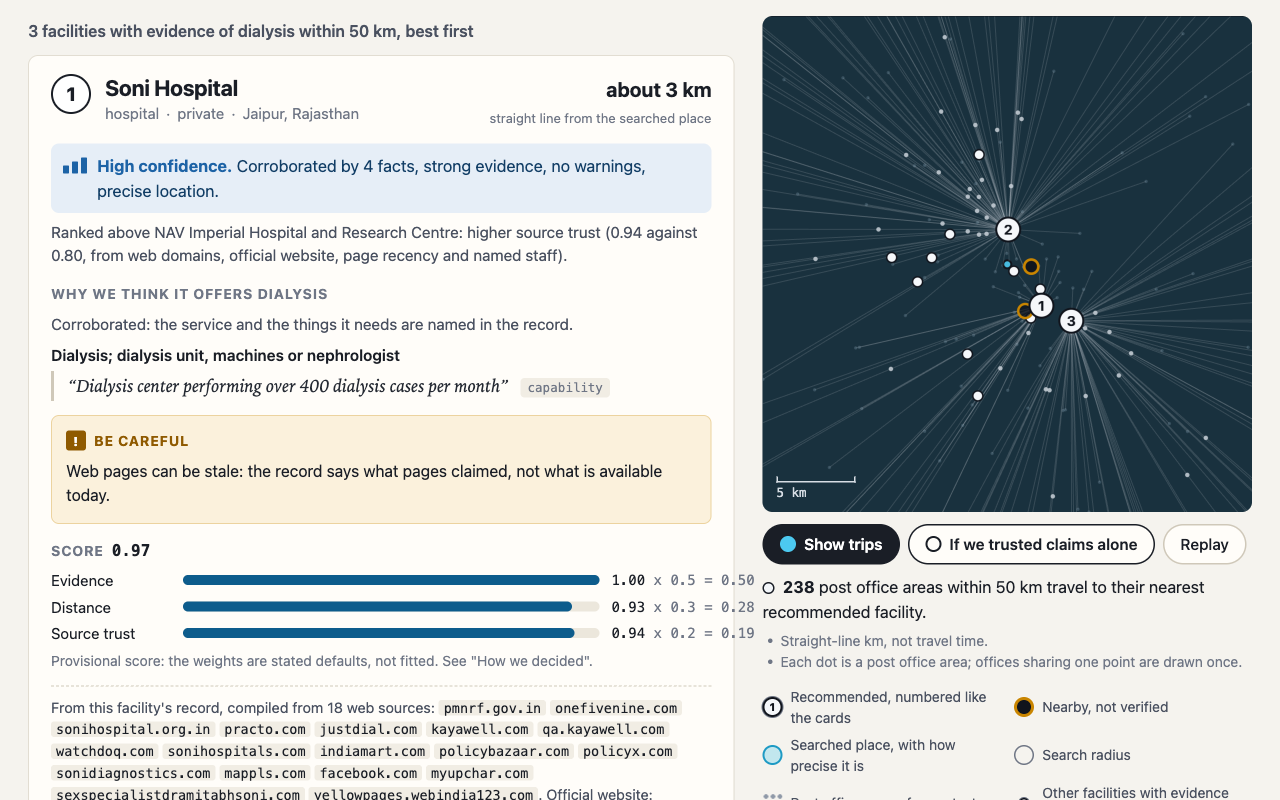 3 facilities with evidence of dialysis within 50 km, best first
1
Soni Hospital
about 3 km
hospital · private · Jaipur, Rajasthan
straight line from the searched place
High confidence. Corroborated by 4 facts, strong evidence, no warnings,
precise location.
Ranked above NAV Imperial Hospital and Research Centre: higher source trust (0.94 against
0.80, from web domains, official website, page recency and named staff).
WHY WE THINK IT OFFERS DIALYSIS
Corroborated: the service and the things it needs are named in the record.
Dialysis; dialysis unit, machines or nephrologist
“Dialysis center performing over 400 dialysis cases per month” capability
! BE CAREFUL
Web pages can be stale: the record says what pages claimed, not what is available
today.
SCORE 0.97
Evidence 1.00 x 0.5 = 0.50
Distance 0.93 x 0.3 = 0.28
Source trust 0.94 x 0.2 = 0.19
Provisional score: the weights are stated defaults, not fitted. See "How we decided".
From this facility's record, compiled from 18 web sources: pmnrf.gov.in onefivenine.com
sonihospital.org.in practo.com justdial.com kayawell.com qa.kayawell.com
watchdoq.com sonihospitals.com indiamart.com policybazaar.com policyx.com
sonidiagnostics.com mappls.com facebook.com myupchar.com
sexspecialistdramitabhsoni.com yellowpages.webindia123.com . Official website:
2
1
3
5 km
Show trips
If we trusted claims alone
Replay
238 post office areas within 50 km travel to their nearest
recommended facility.
• Straight-line km, not travel time.
• Each dot is a post office area; offices sharing one point are drawn once.
1 Recommended, numbered like
the cards
Nearby, not verified
Searched place, with how
precise it is
Search radius
Other facilities with evidence